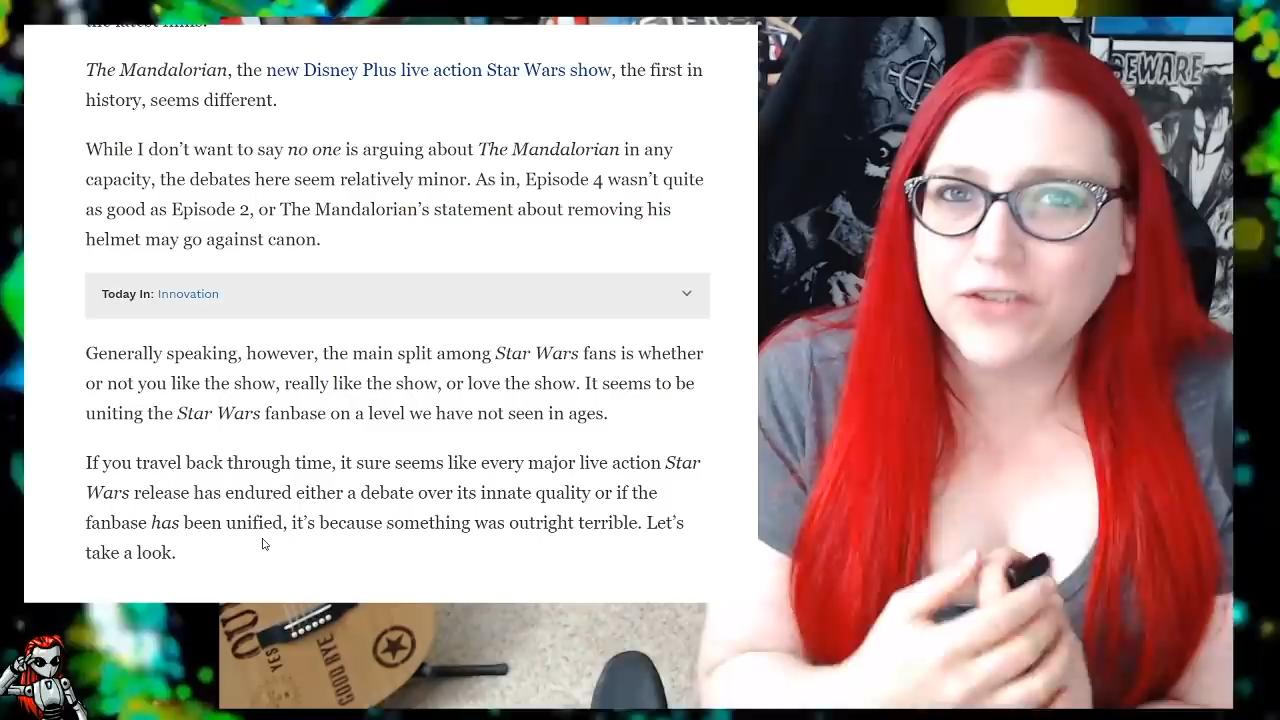 the latest films.
The Mandalorian, the new Disney Plus live action Star Wars show, the first in
history, seems different.
While I don’t want to say no one is arguing about The Mandalorian in any
capacity, the debates here seem relatively minor. As in, Episode 4 wasn’t quite
as good as Episode 2, or The Mandalorian’s statement about removing his
helmet may go against canon.
Today In: Innovation
Generally speaking, however, the main split among Star Wars fans is whether
or not you like the show, really like the show, or love the show. It seems to be
uniting the Star Wars fanbase on a level we have not seen in ages.
If you travel back through time, it sure seems like every major live action Star
Wars release has endured either a debate over its innate quality or if the
fanbase has been unified, it’s because something was outright terrible. Let’s
take a look.
BEWARE
YES
GOOD BYE